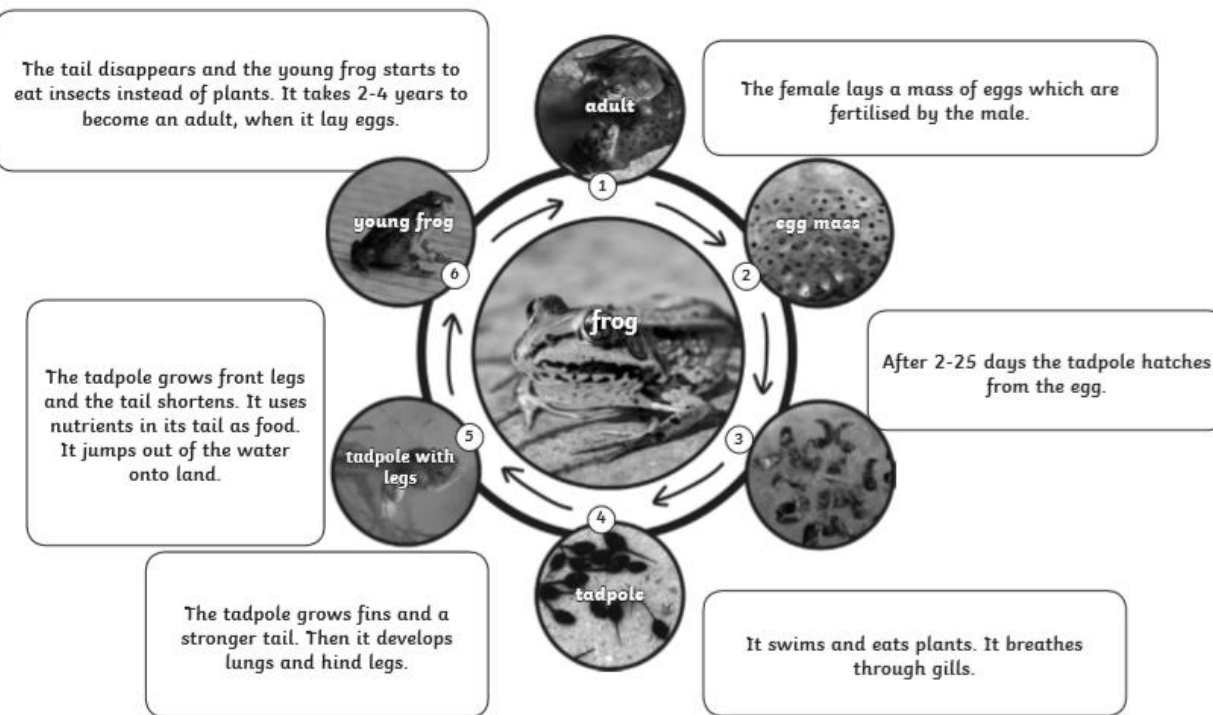 The tail disappears and the young frog starts to
eat insects instead of plants. It takes 2-4 years to
become an adult, when it lay eggs.
adult
1
The female lays a mass of eggs which are
fertilised by the male.
egg mass
2
After 2-25 days the tadpole hatches
from the egg.
3
It swims and eats plants. It breathes
through gills.
4
tadpole
The tadpole grows fins and a
stronger tail. Then it develops
lungs and hind legs.
5
tadpole with
legs
The tadpole grows front legs
and the tail shortens. It uses
nutrients in its tail as food.
It jumps out of the water
onto land.
6
young frog
frog